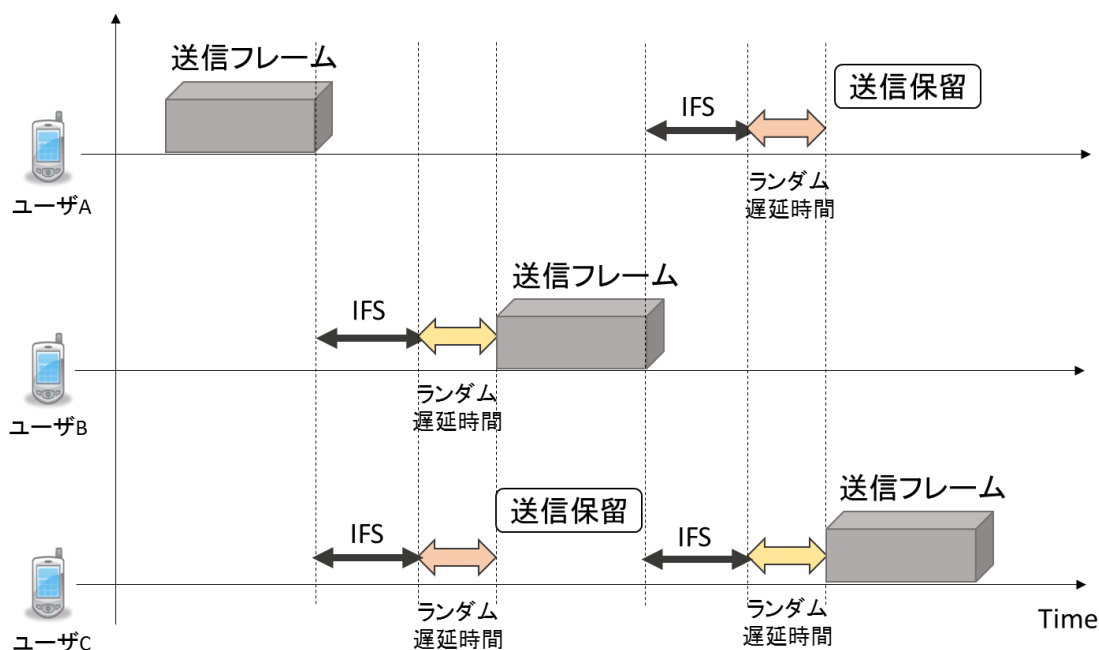 送信フレーム
送信保留
IFS
ランダム
遅延時間
ユーザA
送信フレーム
IFS
ランダム
遅延時間
ユーザB
送信フレーム
送信保留
IFS
IFS
ランダム
遅延時間
ランダム
遅延時間
Time
ユーザC